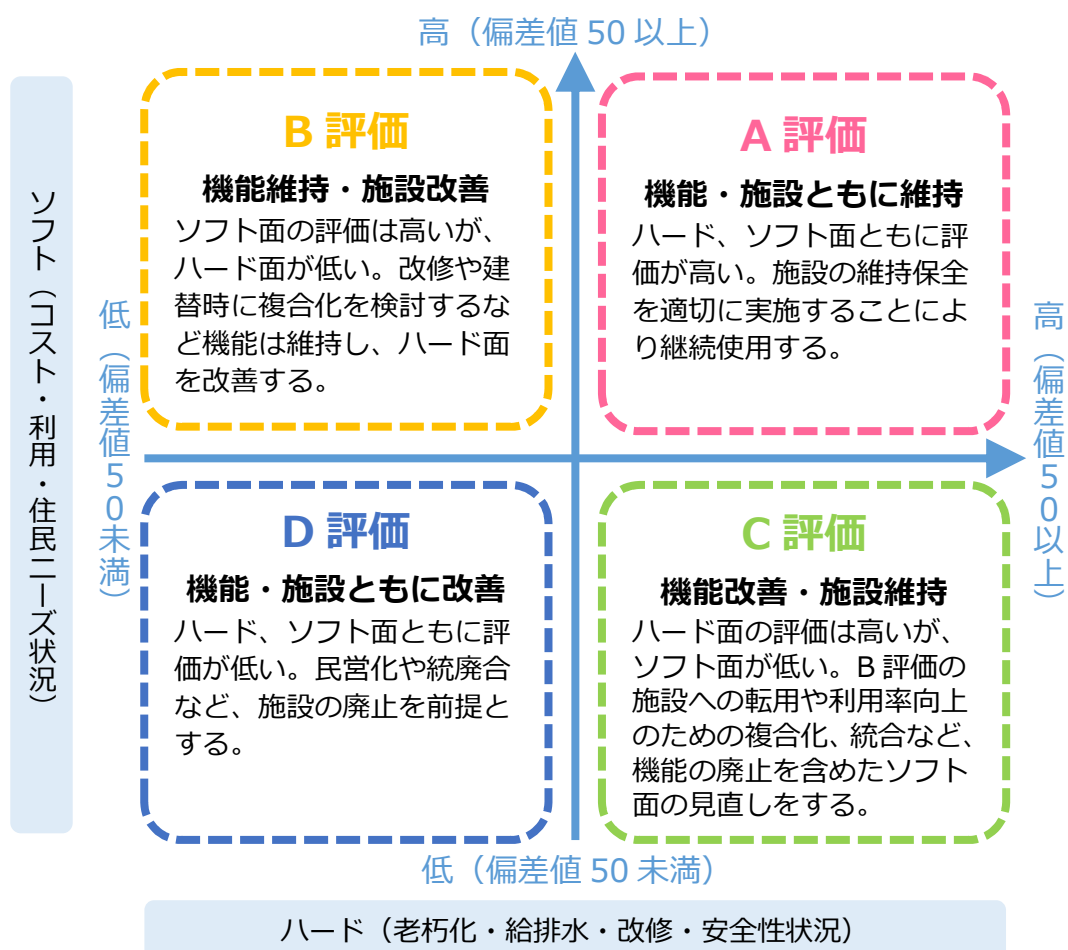 高（偏差値 50 以上）
ソフト（コスト・利用・住民ニーズ状況）
低（偏差値50未満）
B 評価
機能維持・施設改善
ソフト面の評価は高いが、
ハード面が低い。改修や建
替時に複合化を検討するな
ど機能は維持し、ハード面
を改善する。
A 評価
機能・施設ともに維持
ハード、ソフト面ともに評
価が高い。施設の維持保全
を適切に実施することによ
り継続使用する。
高（偏差値50以上）
D 評価
機能・施設ともに改善
ハード、ソフト面ともに評
価が低い。民営化や統廃合
など、施設の廃止を前提と
する。
C 評価
機能改善・施設維持
ハード面の評価は高いが、
ソフト面が低い。B 評価の
施設への転用や利用率向上
のための複合化、統合など、
機能の廃止を含めたソフト
面の見直しをする。
低（偏差値 50 未満）
ハード（老朽化・給排水・改修・安全性状況）